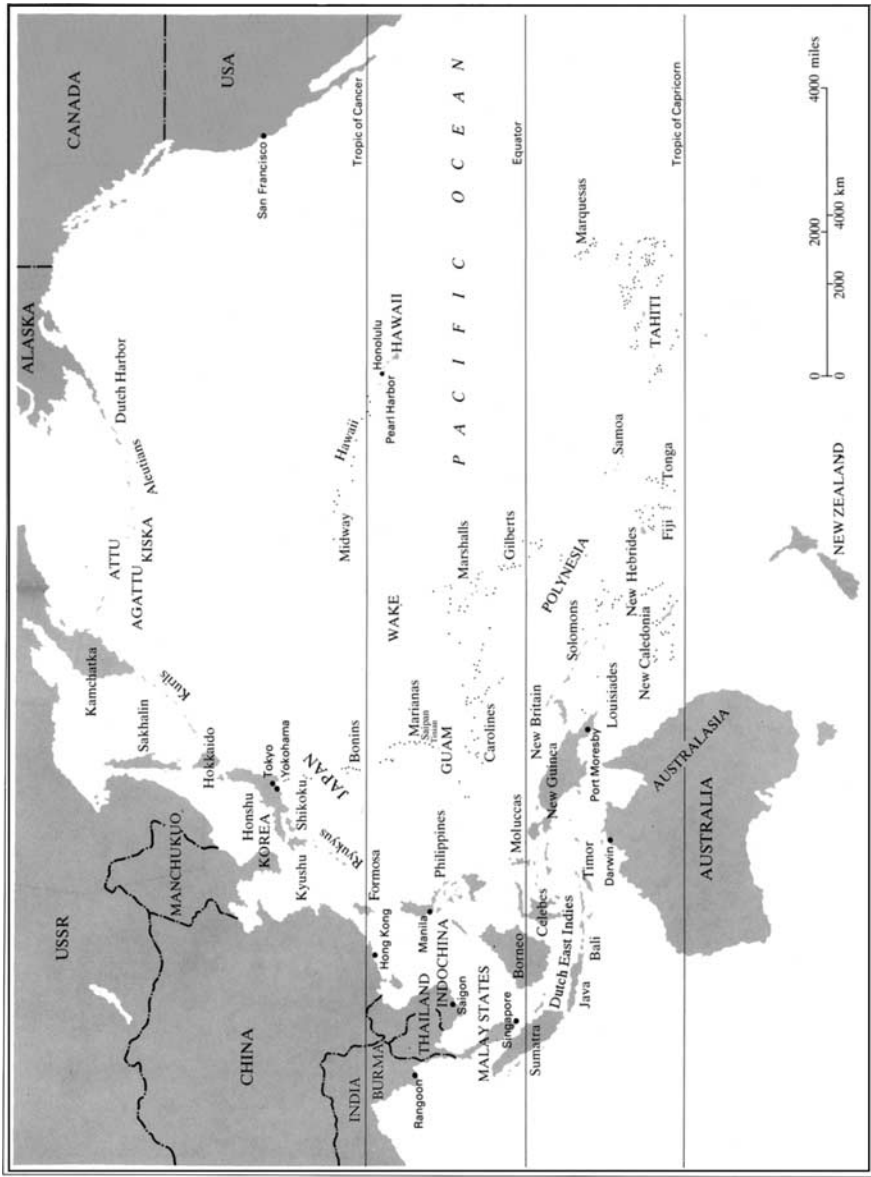 CANADA
USA
ALASKA
USSR
San Francisco
Dutch Harbor
Aleutians
ATTU
KISKA
AGATTU
Kamchatka
Kurils
Sakhalin
Hokkaido
MANCHUKUO
Honshu
Tokyo
Yokohama
KOREA
JAPAN
Shikoku
Kyushu
Ryukyus
CHINA
Bonins
Midway
Hawaii
Tropic of Cancer
Honolulu
Pearl Harbor
HAWAII
Formosa
Hong Kong
INDIA
BURMA
Rangoon
THAILAND
INDOCHINA
Saigon
Manila
Philippines
Marianas
Saipan
Tinian
GUAM
WAKE
Marshalls
Carolines
Gilberts
PACIFIC OCEAN
Equator
MALAY STATES
Singapore
Sumatra
Borneo
Celebes
Moluccas
Dutch East Indies
Java
Bali
Timor
New Guinea
New Britain
Solomons
POLYNESIA
Port Moresby
Louisiades
Darwin
New Hebrides
New Caledonia
Fiji
Tonga
Samoa
TAHITI
Marquesas
Tropic of Capricorn
AUSTRALASIA
AUSTRALIA
NEW ZEALAND
0 2000 4000 miles
0 2000 4000 km